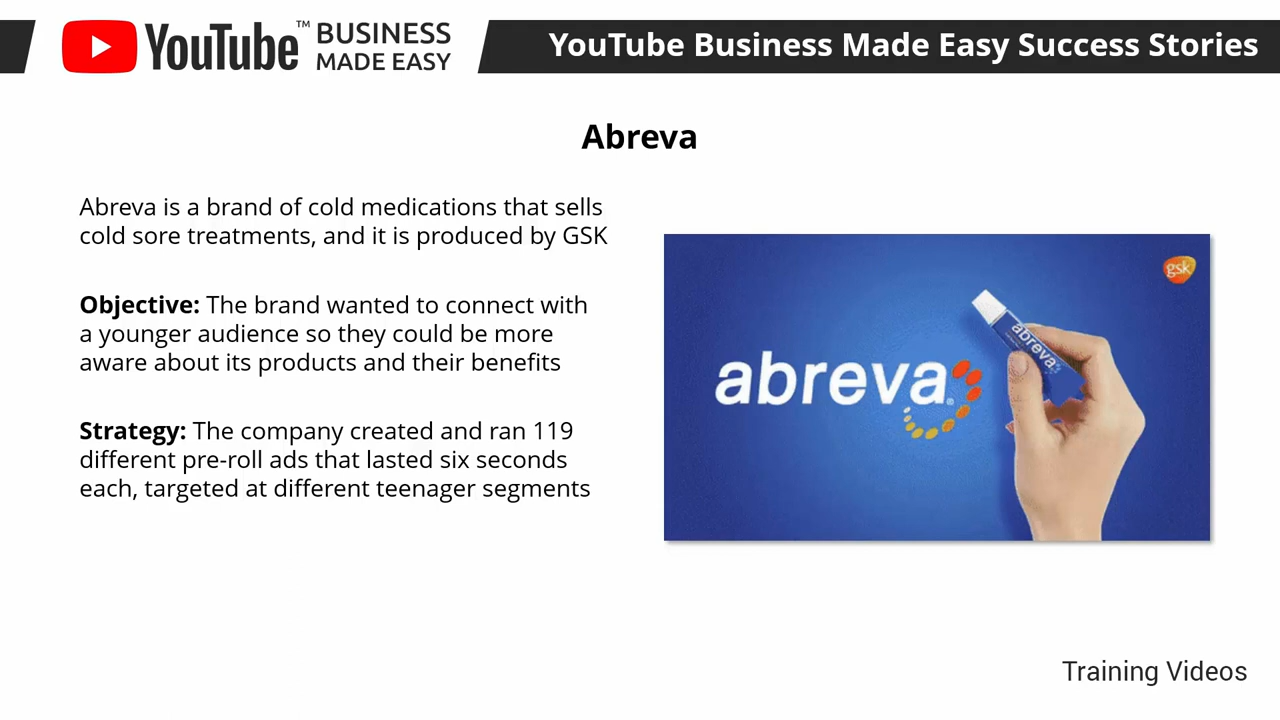 YouTube™ BUSINESS
MADE EASY
YouTube Business Made Easy Success Stories
Abreva
Abreva is a brand of cold medications that sells
cold sore treatments, and it is produced by GSK
Objective: The brand wanted to connect with
a younger audience so they could be more
aware about its products and their benefits
Strategy: The company created and ran 119
different pre-roll ads that lasted six seconds
each, targeted at different teenager segments
gsk
abreva
abreva®
Training Videos